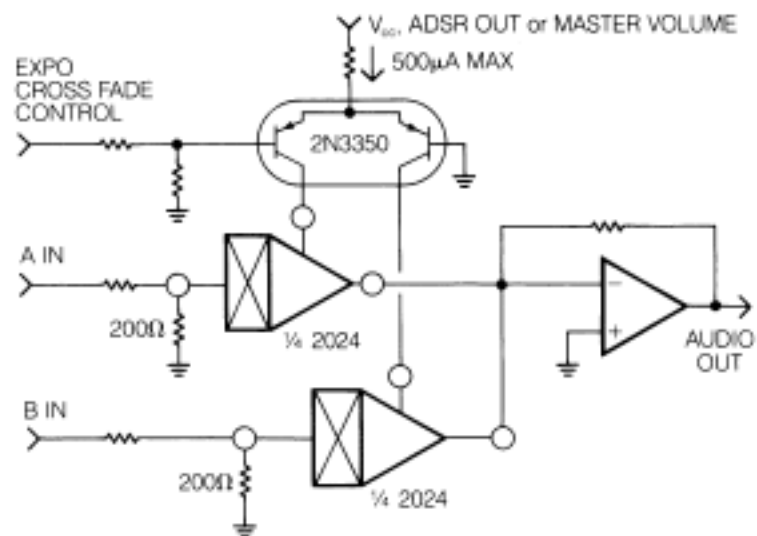 V꜀꜀, ADSR OUT or MASTER VOLUME
500µA MAX
EXPO
CROSS FADE
CONTROL
2N3350
A IN
200Ω
¼ 2024
−
+
AUDIO
OUT
B IN
200Ω
¼ 2024